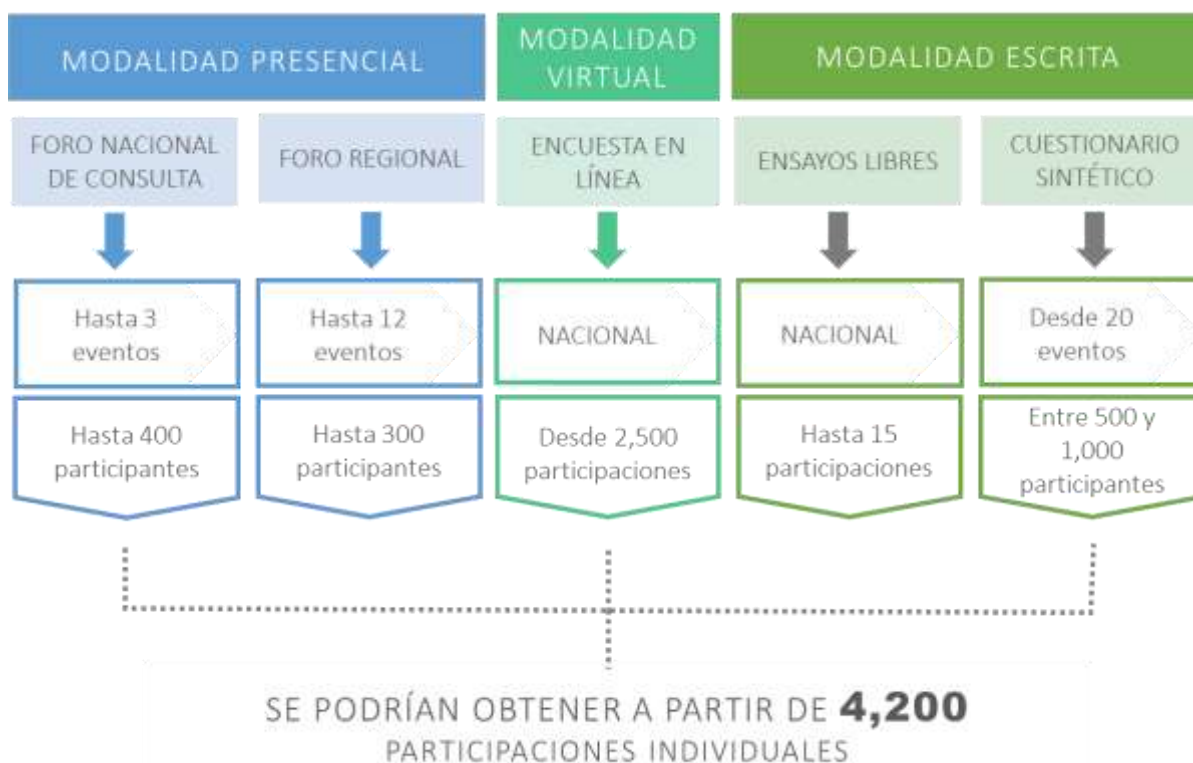 MODALIDAD PRESENCIAL
MODALIDAD
VIRTUAL
MODALIDAD ESCRITA
FORO NACIONAL
DE CONSULTA
FORO REGIONAL
ENCUESTA EN
LÍNEA
ENSAYOS LIBRES
CUESTIONARIO
SINTÉTICO
Hasta 3
eventos
Hasta 12
eventos
NACIONAL
NACIONAL
Desde 20
eventos
Hasta 400
participantes
Hasta 300
participantes
Desde 2,500
participaciones
Hasta 15
participaciones
Entre 500 y
1,000
participantes
SE PODRÍAN OBTENER A PARTIR DE 4,200
PARTICIPACIONES INDIVIDUALES